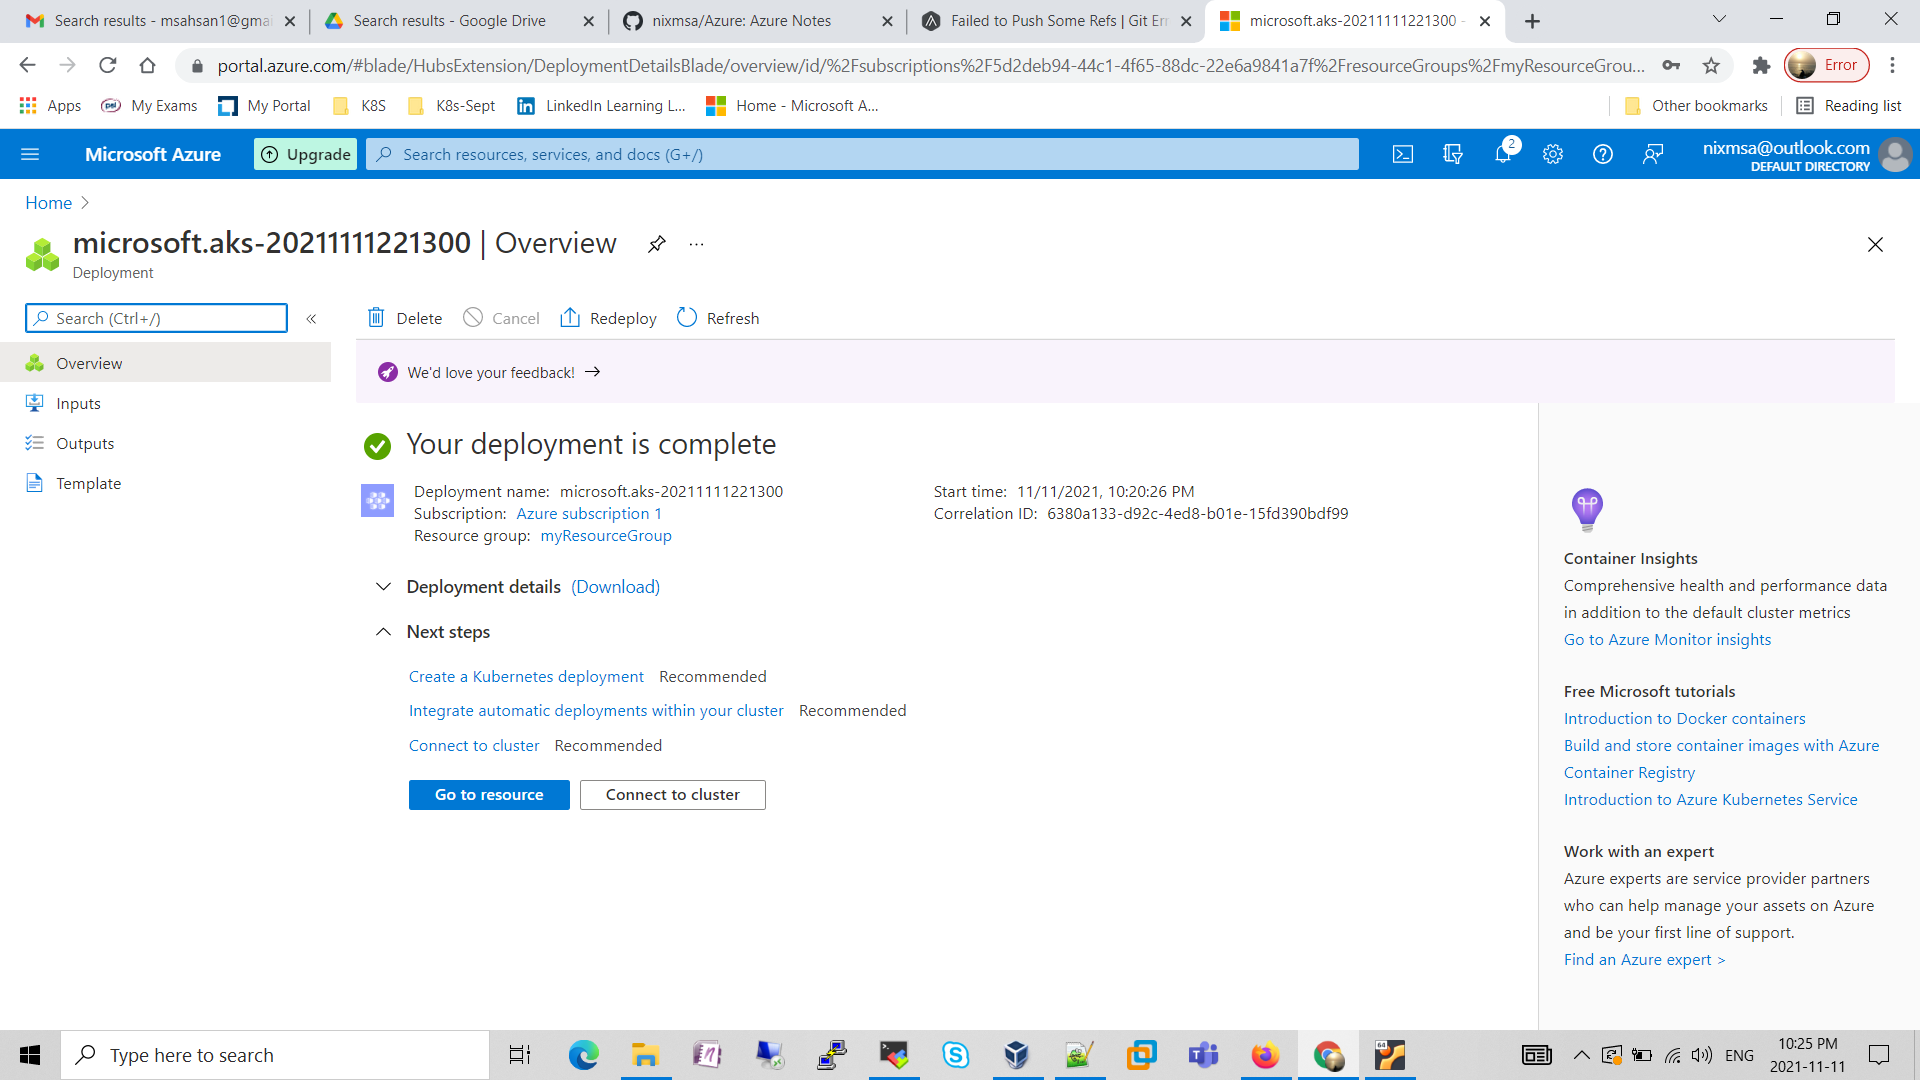 Search results - msahsan1@gmai
Search results - Google Drive
nixmsa/Azure: Azure Notes
Failed to Push Some Refs | Git Err
microsoft.aks-20211111221300 -
portal.azure.com/#blade/HubsExtension/DeploymentDetailsBlade/overview/id/%2Fsubscriptions%2F5d2deb94-44c1-4f65-88dc-22e6a9841a7f%2FresourceGroups%2FmyResourceGrou...
Error
Apps
My Exams
My Portal
K8S
K8s-Sept
LinkedIn Learning L...
Home - Microsoft A...
Other bookmarks
Reading list
Microsoft Azure
Upgrade
Search resources, services, and docs (G+/)
2
nixmsa@outlook.com
DEFAULT DIRECTORY
Home >
microsoft.aks-20211111221300 | Overview
...
Deployment
Search (Ctrl+/)
«
Delete
Cancel
Redeploy
Refresh
Overview
Inputs
Outputs
Template
We'd love your feedback! →
Your deployment is complete
Deployment name: microsoft.aks-20211111221300
Subscription: Azure subscription 1
Resource group: myResourceGroup
Start time: 11/11/2021, 10:20:26 PM
Correlation ID: 6380a133-d92c-4ed8-b01e-15fd390bdf99
Deployment details (Download)
Next steps
Create a Kubernetes deployment Recommended
Integrate automatic deployments within your cluster Recommended
Connect to cluster Recommended
Go to resource
Connect to cluster
Container Insights
Comprehensive health and performance data
in addition to the default cluster metrics
Go to Azure Monitor insights
Free Microsoft tutorials
Introduction to Docker containers
Build and store container images with Azure
Container Registry
Introduction to Azure Kubernetes Service
Work with an expert
Azure experts are service provider partners
who can help manage your assets on Azure
and be your first line of support.
Find an Azure expert >
Type here to search
64
ENG
10:25 PM
2021-11-11